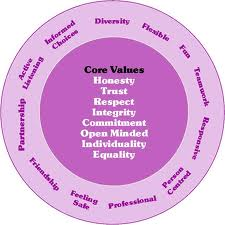 Core Values
Honesty
Trust
Respect
Integrity
Commitment
Open Minded
Individuality
Equality
Diversity
Flexible
Fun
Teamwork
Responsive
Person
Centred
Professional
Feeling
Safe
Friendship
Partnership
Active
Listening
Informed
Choices